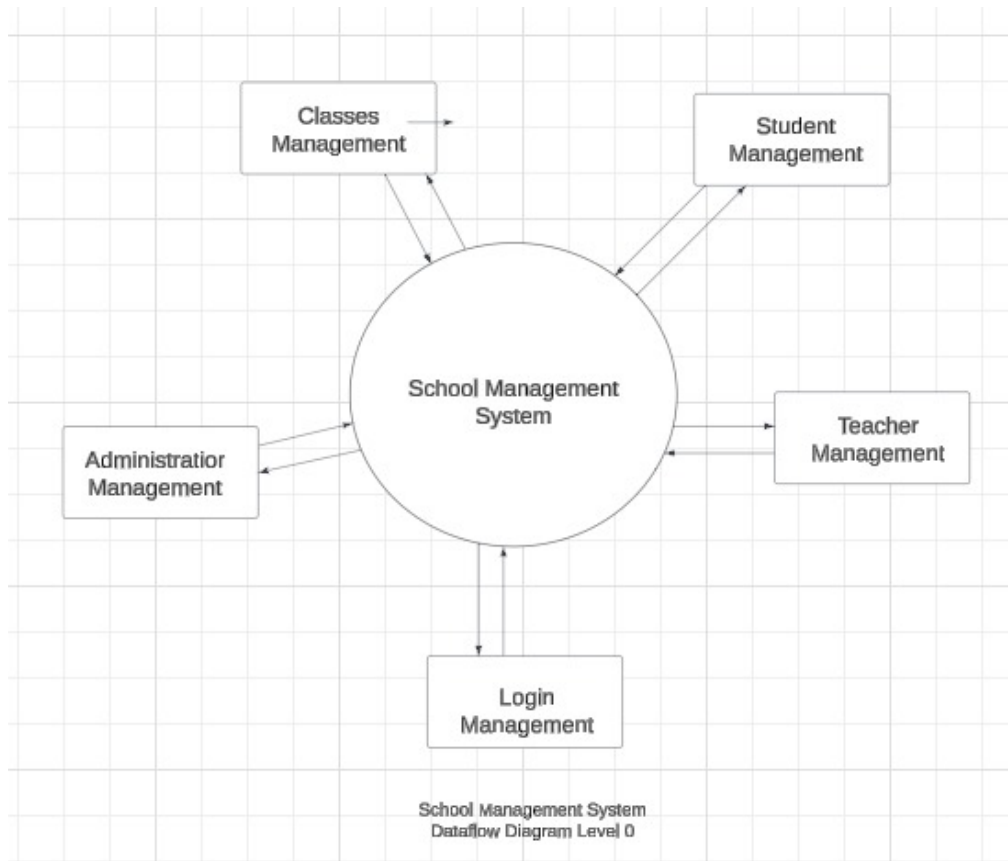 Classes
Management
Student
Management
School Management
System
Teacher
Management
Administratior
Management
Login
Management
School Management System
Dataflow Diagram Level 0